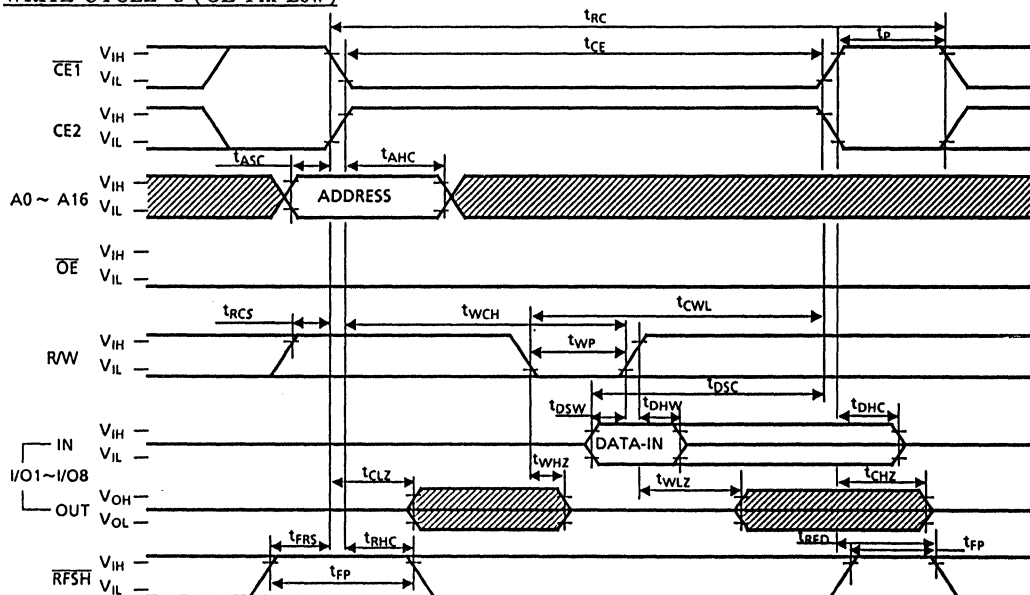 WRITE CYCLE 3 (OE Fix Low)
tRC
tCE
tP
CE1 VIH
VIL
CE2 VIH
VIL
tASC
tAHC
A0 ~ A16 VIH
VIL
ADDRESS
OE VIH
VIL
tRCS
tWCH
tCWL
R/W VIH
VIL
tWP
tDSC
tDSW
tDHW
tDHC
IN VIH
VIL
DATA-IN
I/O1~I/O8
tCLZ
tWHZ
tWLZ
tCHZ
OUT VOH
VOL
tFRS
tRHC
tRFD
tFP
RFSH VIH
VIL
tFP